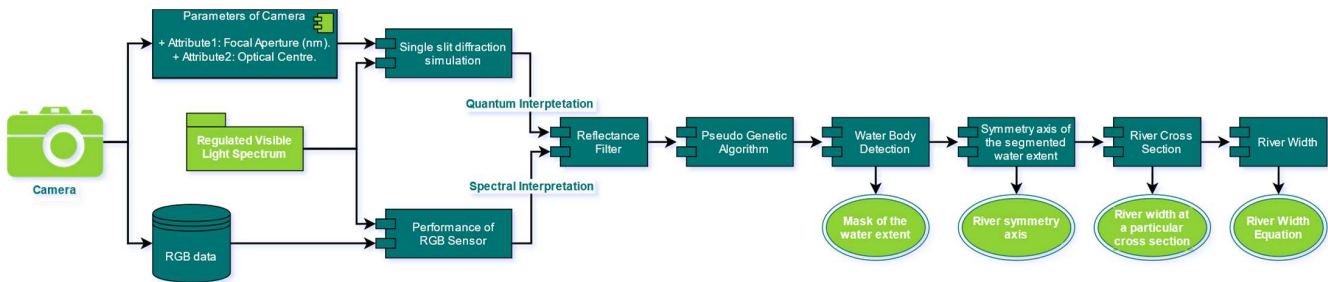 Parameters of Camera
+ Attribute1: Focal Aperture (nm).
+ Attribute2: Optical Centre.
Single slit diffraction
simulation
Quantum Interptetation
Regulated Visible
Light Spectrum
Camera
Reflectance
Filter
Pseudo Genetic
Algorithm
Water Body
Detection
Symmetry axis of
the segmented
water extent
River Cross
Section
River Width
Spectral Interpretation
Performance of
RGB Sensor
RGB data
Mask of the
water extent
River symmetry
axis
River width at
a particular
cross section
River Width
Equation